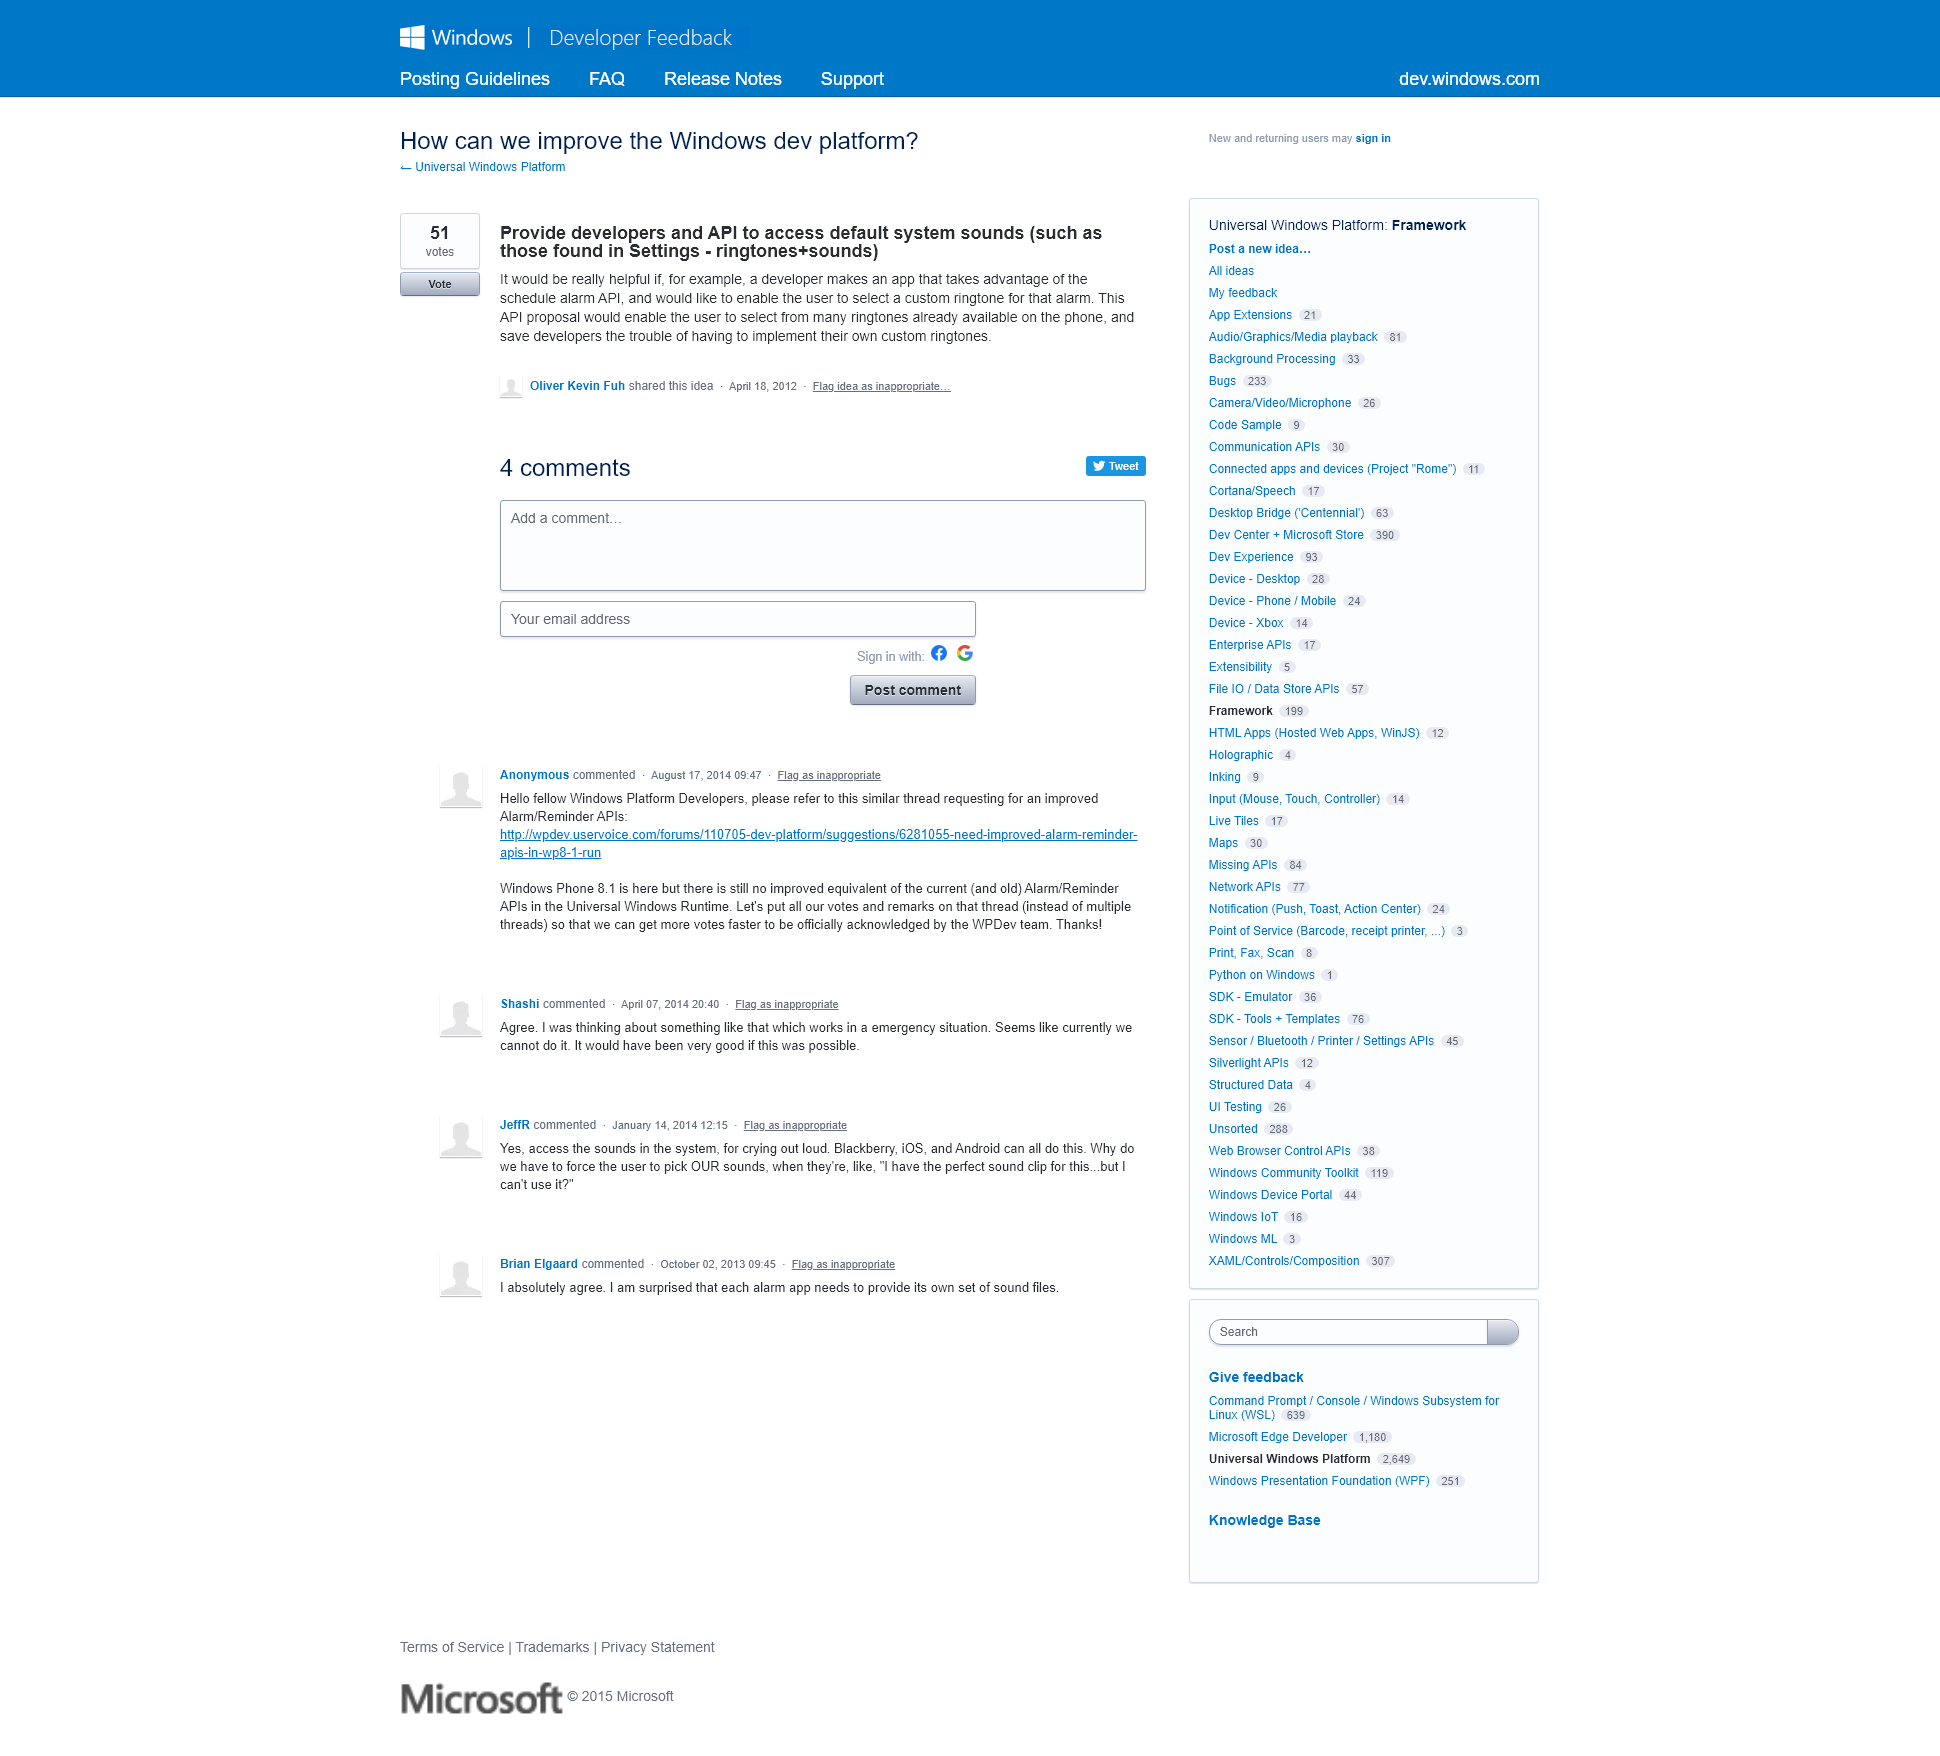 Windows | Developer Feedback
Posting Guidelines FAQ Release Notes Support dev.windows.com
How can we improve the Windows dev platform?
← Universal Windows Platform
New and returning users may sign in
51
votes
Vote
Provide developers and API to access default system sounds (such as
those found in Settings - ringtones+sounds)
It would be really helpful if, for example, a developer makes an app that takes advantage of the
schedule alarm API, and would like to enable the user to select a custom ringtone for that alarm. This
API proposal would enable the user to select from many ringtones already available on the phone, and
save developers the trouble of having to implement their own custom ringtones.
Oliver Kevin Fuh shared this idea · April 18, 2012 · Flag idea as inappropriate…
4 comments
Tweet
Add a comment…
Your email address
Sign in with:
Post comment
Anonymous commented · August 17, 2014 09:47 · Flag as inappropriate
Hello fellow Windows Platform Developers, please refer to this similar thread requesting for an improved
Alarm/Reminder APIs:
http://wpdev.uservoice.com/forums/110705-dev-platform/suggestions/6281055-need-improved-alarm-reminder-
apis-in-wp8-1-run
Windows Phone 8.1 is here but there is still no improved equivalent of the current (and old) Alarm/Reminder
APIs in the Universal Windows Runtime. Let's put all our votes and remarks on that thread (instead of multiple
threads) so that we can get more votes faster to be officially acknowledged by the WPDev team. Thanks!
Shashi commented · April 07, 2014 20:40 · Flag as inappropriate
Agree. I was thinking about something like that which works in a emergency situation. Seems like currently we
cannot do it. It would have been very good if this was possible.
JeffR commented · January 14, 2014 12:15 · Flag as inappropriate
Yes, access the sounds in the system, for crying out loud. Blackberry, iOS, and Android can all do this. Why do
we have to force the user to pick OUR sounds, when they're, like, "I have the perfect sound clip for this...but I
can't use it?"
Brian Elgaard commented · October 02, 2013 09:45 · Flag as inappropriate
I absolutely agree. I am surprised that each alarm app needs to provide its own set of sound files.
Universal Windows Platform: Framework
Post a new idea…
All ideas
My feedback
App Extensions 21
Audio/Graphics/Media playback 81
Background Processing 33
Bugs 233
Camera/Video/Microphone 26
Code Sample 9
Communication APIs 30
Connected apps and devices (Project "Rome") 11
Cortana/Speech 17
Desktop Bridge ('Centennial') 63
Dev Center + Microsoft Store 390
Dev Experience 93
Device - Desktop 28
Device - Phone / Mobile 24
Device - Xbox 14
Enterprise APIs 17
Extensibility 5
File IO / Data Store APIs 57
Framework 199
HTML Apps (Hosted Web Apps, WinJS) 12
Holographic 4
Inking 9
Input (Mouse, Touch, Controller) 14
Live Tiles 17
Maps 30
Missing APIs 84
Network APIs 77
Notification (Push, Toast, Action Center) 24
Point of Service (Barcode, receipt printer, ...) 3
Print, Fax, Scan 8
Python on Windows 1
SDK - Emulator 36
SDK - Tools + Templates 76
Sensor / Bluetooth / Printer / Settings APIs 45
Silverlight APIs 12
Structured Data 4
UI Testing 26
Unsorted 288
Web Browser Control APIs 38
Windows Community Toolkit 119
Windows Device Portal 44
Windows IoT 16
Windows ML 3
XAML/Controls/Composition 307
Search
Give feedback
Command Prompt / Console / Windows Subsystem for
Linux (WSL) 639
Microsoft Edge Developer 1,180
Universal Windows Platform 2,649
Windows Presentation Foundation (WPF) 251
Knowledge Base
Terms of Service | Trademarks | Privacy Statement
Microsoft © 2015 Microsoft